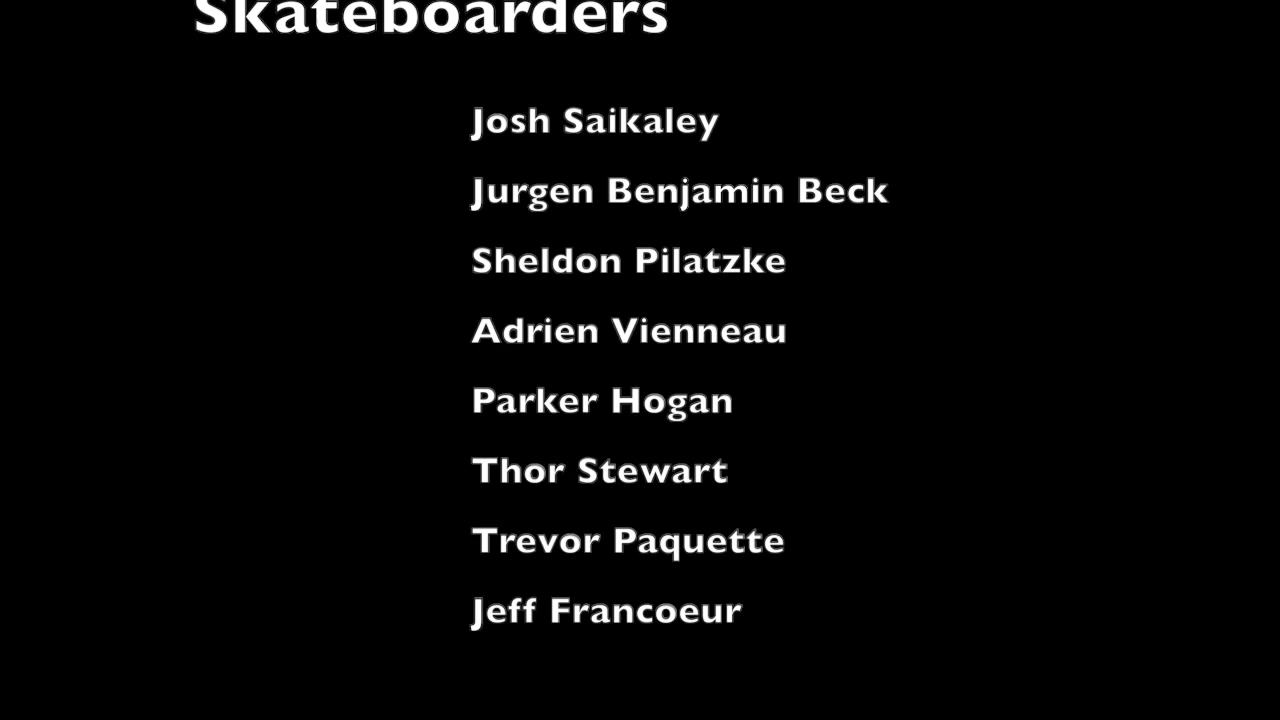 Skateboarders
Josh Saikaley
Jurgen Benjamin Beck
Sheldon Pilatzke
Adrien Vienneau
Parker Hogan
Thor Stewart
Trevor Paquette
Jeff Francoeur